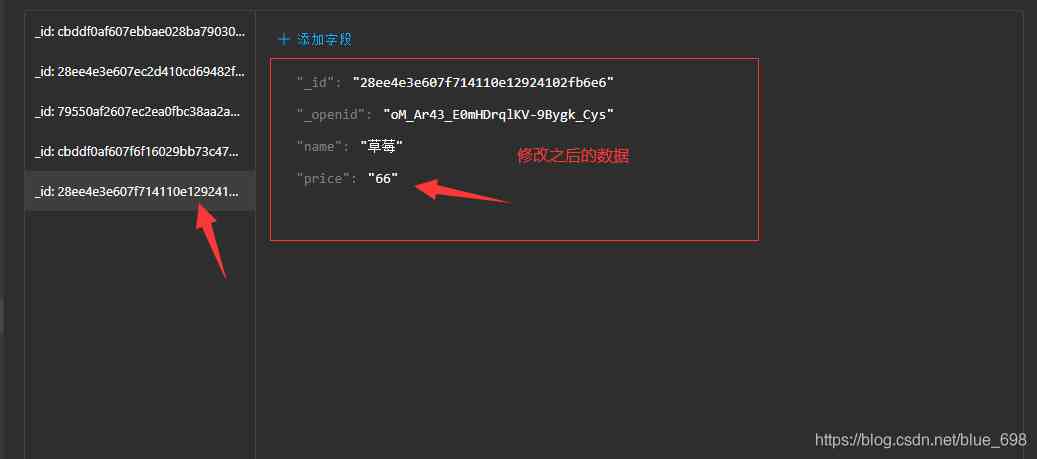 _id: cbddf0af607ebbae028ba79030...
_id: 28ee4e3e607ec2d410cd69482f...
_id: 79550af2607ec2ea0fbc38aa2a...
_id: cbddf0af607f6f16029bb73c47...
_id: 28ee4e3e607f714110e129241...
+ 添加字段
"_id": "28ee4e3e607f714110e12924102fb6e6"
"_openid": "oM_Ar43_E0mHDrqlKV-9Bygk_Cys"
"name": "草莓"
修改之后的数据
"price": "66"
https://blog.csdn.net/blue_698